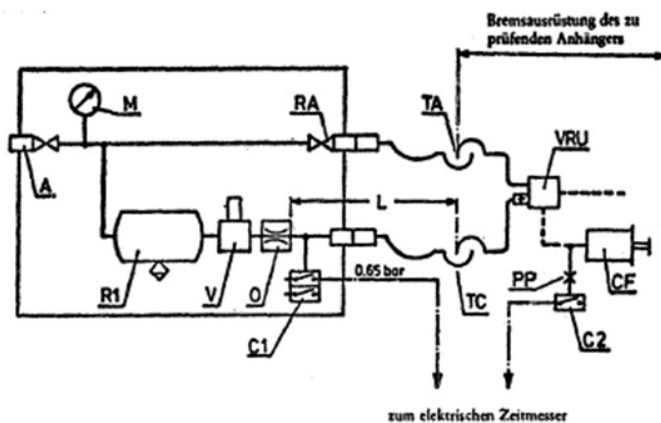 Bremsausrüstung des zu
prüfenden Anhängers
M
RA
TA
VRU
A
L
R1
V
O
0.65 bar
C1
TC
PP
CF
C2
zum elektrischen Zeitmesser